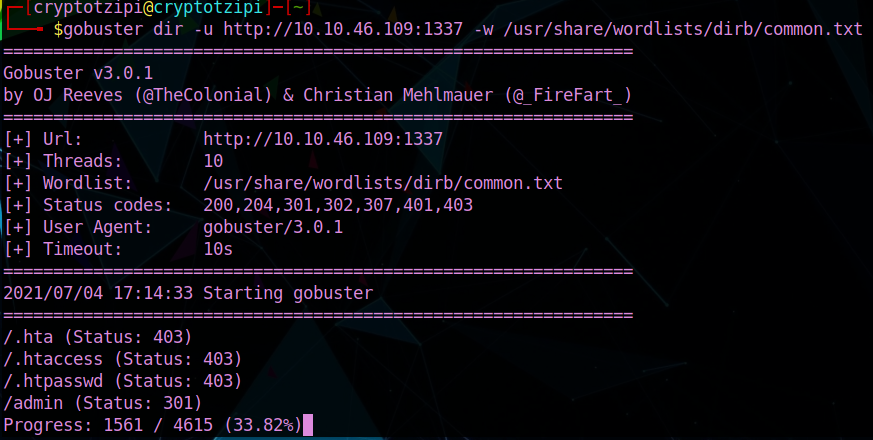 ┌─[cryptotzipi@cryptotzipi]─[~]
└──╼ $gobuster dir -u http://10.10.46.109:1337 -w /usr/share/wordlists/dirb/common.txt
===============================================================
Gobuster v3.0.1
by OJ Reeves (@TheColonial) & Christian Mehlmauer (@_FireFart_)
===============================================================
[+] Url:            http://10.10.46.109:1337
[+] Threads:        10
[+] Wordlist:       /usr/share/wordlists/dirb/common.txt
[+] Status codes:   200,204,301,302,307,401,403
[+] User Agent:     gobuster/3.0.1
[+] Timeout:        10s
===============================================================
2021/07/04 17:14:33 Starting gobuster
===============================================================
/.hta (Status: 403)
/.htaccess (Status: 403)
/.htpasswd (Status: 403)
/admin (Status: 301)
Progress: 1561 / 4615 (33.82%)